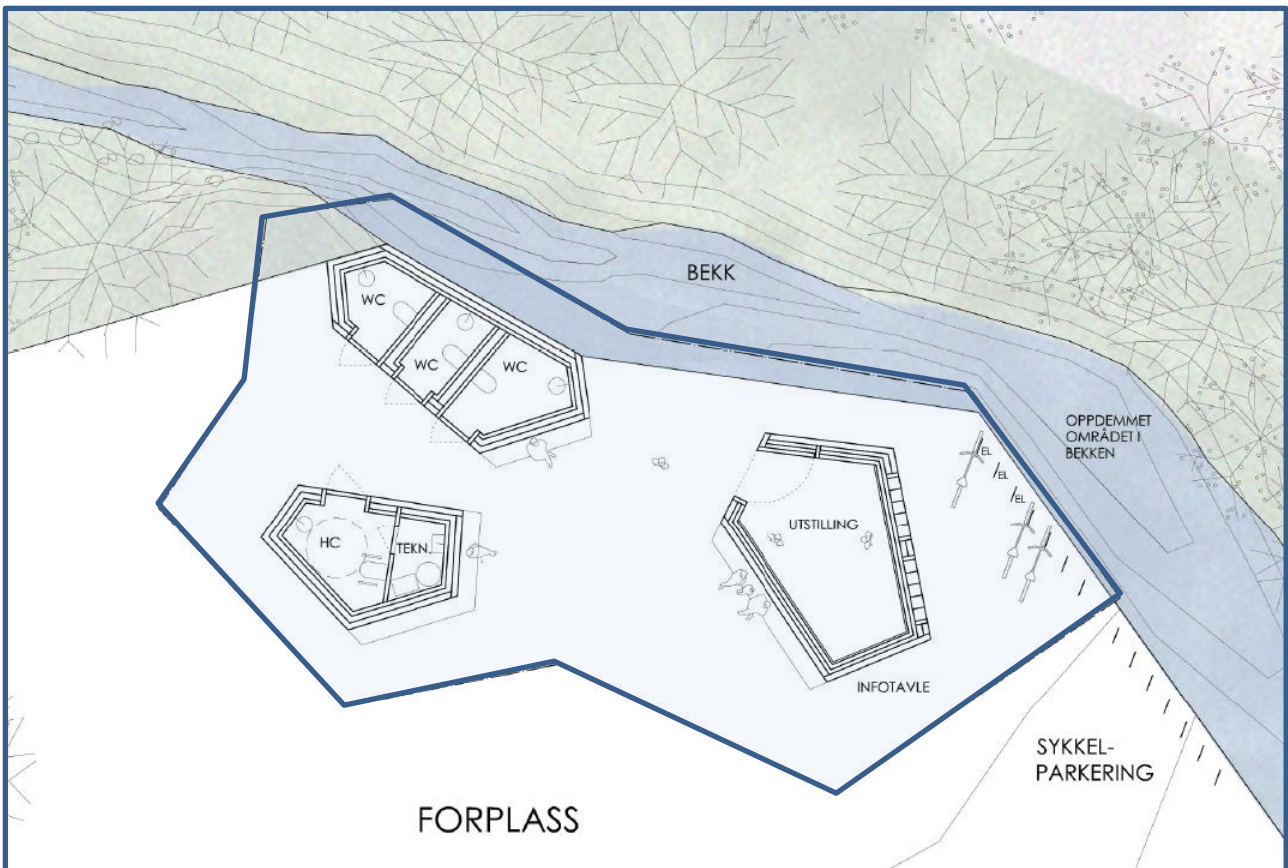 BEKK
WC
WC
WC
OPPDEMMET
OMRÅDET I
BEKKEN
EL
EL
EL
UTSTILLING
HC
TEKN.
INFOTAVLE
SYKKEL-
PARKERING
FORPLASS